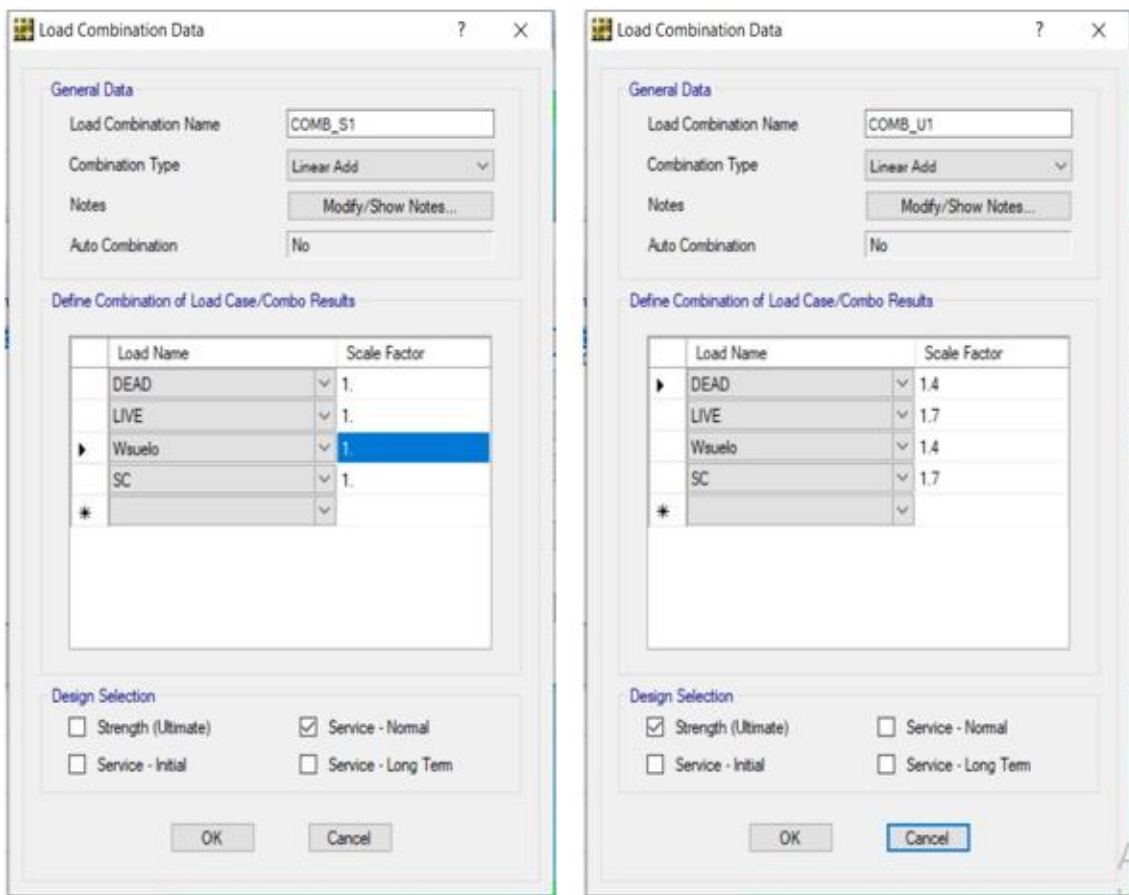 Load Combination Data ? ×
General Data
Load Combination Name COMB_S1
Combination Type Linear Add
Notes Modify/Show Notes...
Auto Combination No
Define Combination of Load Case/Combo Results
Load Name Scale Factor
DEAD 1.
LIVE 1.
Wsuelo 1.
SC 1.
*
Design Selection
Strength (Ultimate) Service - Normal
Service - Initial Service - Long Term
OK Cancel
Load Combination Data ? ×
General Data
Load Combination Name COMB_U1
Combination Type Linear Add
Notes Modify/Show Notes...
Auto Combination No
Define Combination of Load Case/Combo Results
Load Name Scale Factor
DEAD 1.4
LIVE 1.7
Wsuelo 1.4
SC 1.7
*
Design Selection
Strength (Ultimate) Service - Normal
Service - Initial Service - Long Term
OK Cancel